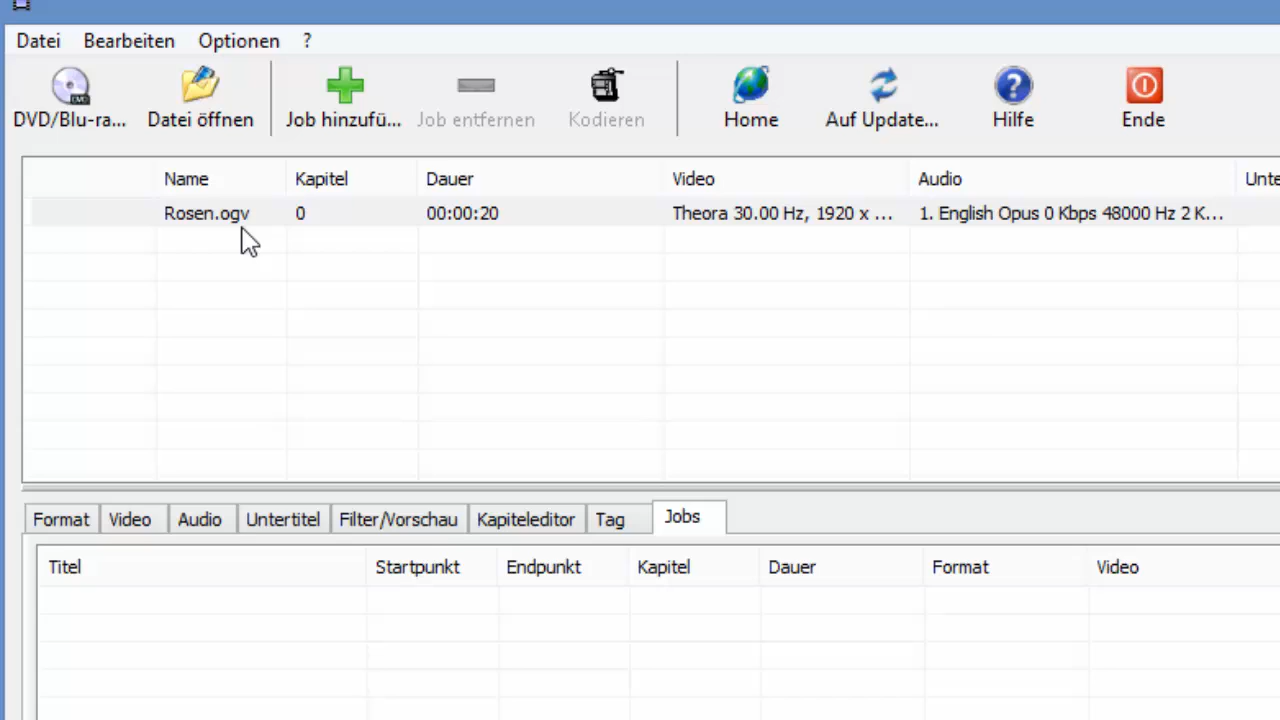 Datei Bearbeiten Optionen ?
DVD/Blu-ra... Datei öffnen Job hinzufü... Job entfernen Kodieren Home Auf Update... Hilfe Ende
Name Kapitel Dauer Video Audio Unte
Rosen.ogv 0 00:00:20 Theora 30.00 Hz, 1920 x ... 1. English Opus 0 Kbps 48000 Hz 2 K...
Format Video Audio Untertitel Filter/Vorschau Kapiteleditor Tag Jobs
Titel Startpunkt Endpunkt Kapitel Dauer Format Video